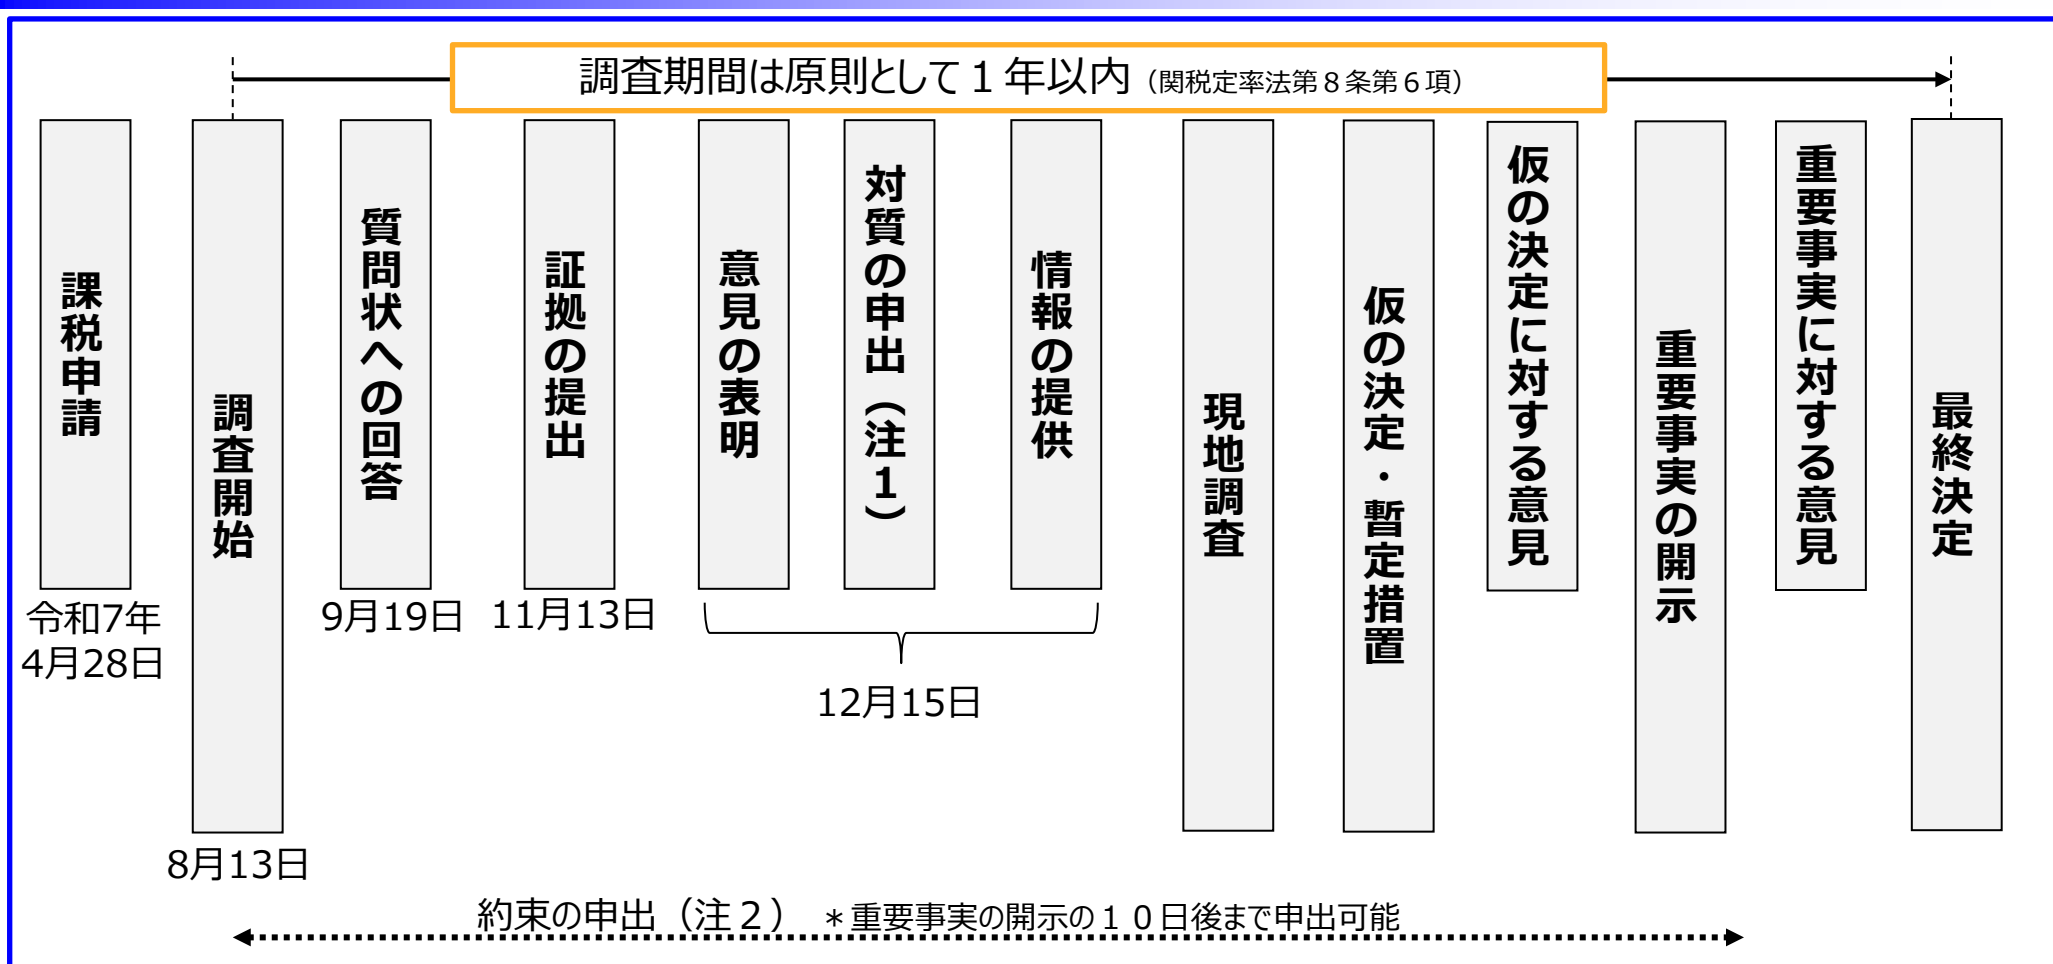 調査期間は原則として１年以内（関税定率法第８条第６項）
課税申請
令和7年
4月28日
調査開始
8月13日
質問状への回答
9月19日
証拠の提出
11月13日
意見の表明
対質の申出（注１）
情報の提供
12月15日
現地調査
仮の決定・暫定措置
仮の決定に対する意見
重要事実の開示
重要事実に対する意見
最終決定
約束の申出（注２） ＊重要事実の開示の１０日後まで申出可能